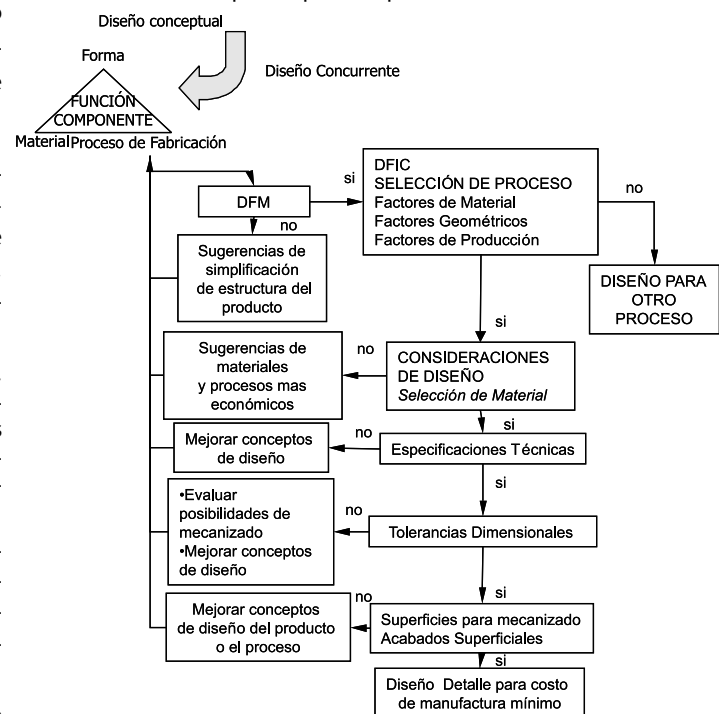 Diseño conceptual
Diseño Concurrente
Forma
FUNCIÓN
COMPONENTE
Material
Proceso de Fabricación
DFM
si
no
DFIC
SELECCIÓN DE PROCESO
Factores de Material
Factores Geométricos
Factores de Producción
no
DISEÑO PARA
OTRO
PROCESO
Sugerencias de
simplificación
de estructura del
producto
si
CONSIDERACIONES
DE DISEÑO
Selección de Material
no
Sugerencias de
materiales
y procesos mas
económicos
si
Especificaciones Técnicas
no
Mejorar conceptos
de diseño
si
Tolerancias Dimensionales
no
•Evaluar
posibilidades de
mecanizado
•Mejorar conceptos
de diseño
si
Superficies para mecanizado
Acabados Superficiales
no
Mejorar conceptos
de diseño del producto
o el proceso
si
Diseño Detalle para costo
de manufactura mínimo